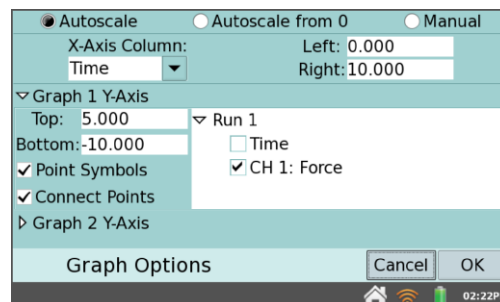 Autoscale Autoscale from 0 Manual
X-Axis Column: Left: 0.000
Time Right: 10.000
Graph 1 Y-Axis
Top: 5.000 Run 1
Bottom: -10.000 Time
Point Symbols CH 1: Force
Connect Points
Graph 2 Y-Axis
Graph Options Cancel OK
02:22P